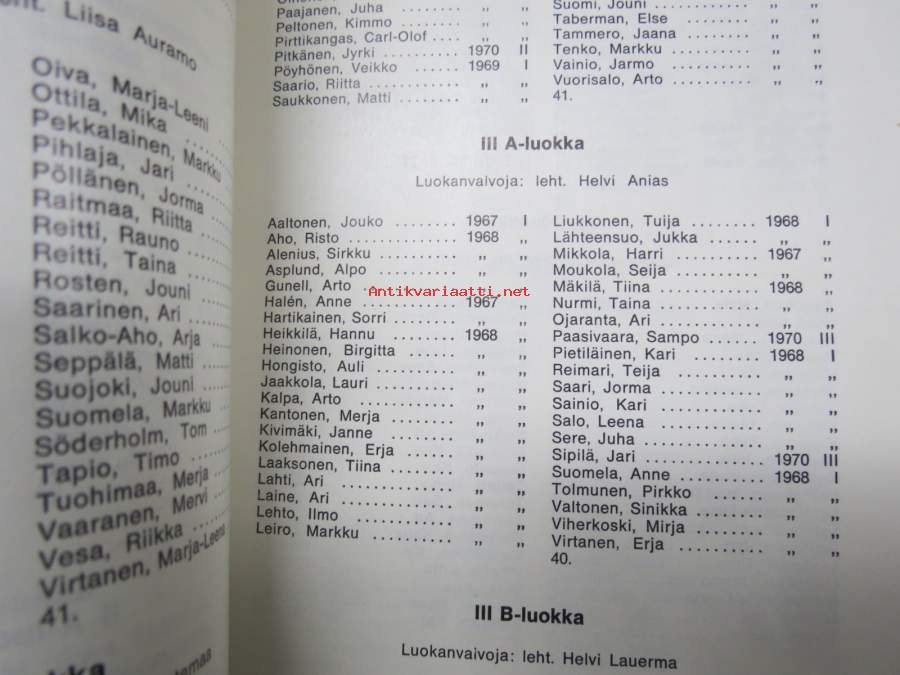 Liisa Auramo
Oiva, Marja-Leeni
Ottila, Mika
Pekkalainen, Markku
Pihlaja, Jari ......
Pöllänen, Jorma
Raitmaa, Riitta ....
Reitti, Rauno
Reitti, Taina ......
Rosten, Jouni .....
Saarinen, Ari ......
Salko-Aho, Arja ....
Seppälä, Matti ....
Suojoki, Jouni ....
Suomela, Markku
Söderholm, Tom
Tapio, Timo ......
Tuohimaa, Merja
Vaaranen, Mervi
Vesa, Riikka ......
Virtanen, Marja-Leena
41.
Paajanen, Juha ........ „ „
Peltonen, Kimmo ........ „ „
Pirttikangas, Carl-Olof .... „ „
Pitkänen, Jyrki ........ 1970 II
Pöyhönen, Veikko ...... 1969 I
Saario, Riitta .......... „ „
Saukkonen, Matti ........ „ „
Suomi, Jouni .......... „ „
Taberman, Else ........ „ „
Tammero, Jaana ........ „ „
Tenko, Markku ........ „ „
Vainio, Jarmo .......... „ „
Vuorisalo, Arto ........ „ „
41.
III A-luokka
Luokanvalvoja: leht. Helvi Anias
Aaltonen, Jouko ........ 1967 I
Aho, Risto ............ 1968 „
Alenius, Sirkku ........ „ „
Asplund, Alpo .......... „ „
Gunell, Arto
Halén, Anne .......... 1967 „
Hartikainen, Sorri ...... „ „
Heikkilä, Hannu ........ 1968 „
Heinonen, Birgitta ...... „ „
Hongisto, Auli .......... „ „
Jaakkola, Lauri ........ „ „
Kalpa, Arto ............ „ „
Kantonen, Merja ........ „ „
Kivimäki, Janne ........ „ „
Kolehmainen, Erja ...... „ „
Laaksonen, Tiina ........ „ „
Lahti, Ari ............ „ „
Laine, Ari ............ „ „
Lehto, Ilmo ............ „ „
Leiro, Markku .......... „ „
Liukkonen, Tuija ........ 1968 I
Lähteensuo, Jukka ...... „ „
Mikkola, Harri .......... 1967 „
Moukola, Seija .......... „ „
Mäkilä, Tiina .......... 1968 „
Nurmi, Taina .......... „ „
Ojaranta, Ari .......... „ „
Paasivaara, Sampo ...... 1970 III
Pietiläinen, Kari ........ 1968 I
Reimari, Teija .......... „ „
Saari, Jorma .......... „ „
Sainio, Kari ............ „ „
Salo, Leena .......... „ „
Sere, Juha ............ „ „
Sipilä, Jari ............ 1970 III
Suomela, Anne ........ 1968 I
Tolmunen, Pirkko ...... „ „
Valtonen, Sinikka ........ „ „
Viherkoski, Mirja ........ „ „
Virtanen, Erja .......... „ „
40.
Antikvariaatti.net
III B-luokka
Luokanvalvoja: leht. Helvi Lauerma